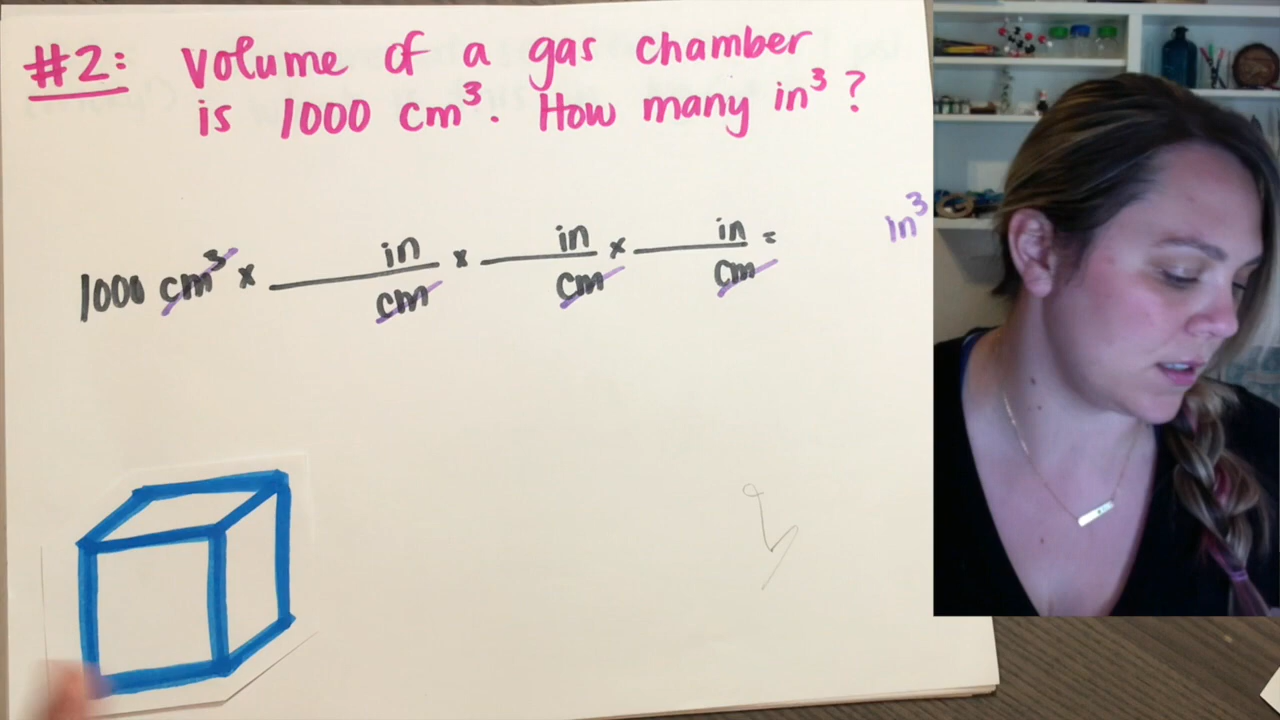 #2: Volume of a gas chamber
is 1000 cm³. How many in³?
1000 cm³ x in/cm x in/cm x in/cm = in³